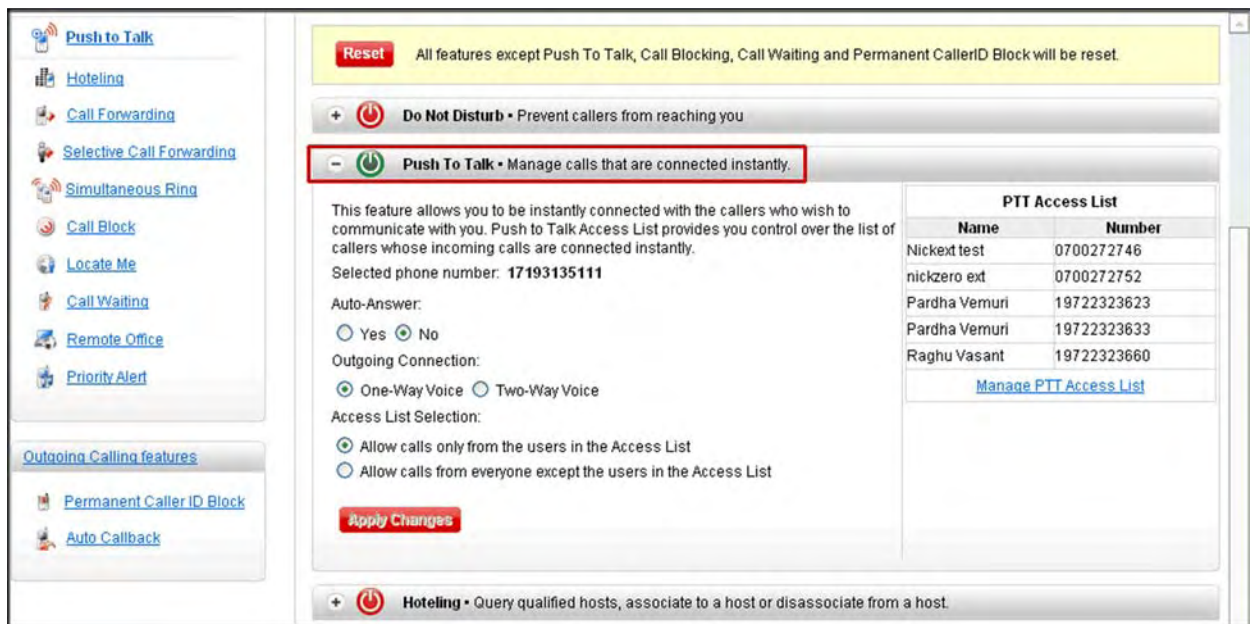 Push to Talk
Hoteling
Call Forwarding
Selective Call Forwarding
Simultaneous Ring
Call Block
Locate Me
Call Waiting
Remote Office
Priority Alert
Outgoing Calling features
Permanent Caller ID Block
Auto Callback
Reset All features except Push To Talk, Call Blocking, Call Waiting and Permanent CallerID Block will be reset.
+ Do Not Disturb • Prevent callers from reaching you
− Push To Talk • Manage calls that are connected instantly.
This feature allows you to be instantly connected with the callers who wish to
communicate with you. Push to Talk Access List provides you control over the list of
callers whose incoming calls are connected instantly.
Selected phone number: 17193135111
Auto-Answer:
Yes No
Outgoing Connection:
One-Way Voice Two-Way Voice
Access List Selection:
Allow calls only from the users in the Access List
Allow calls from everyone except the users in the Access List
Apply Changes
PTT Access List
Name Number
Nickext test 0700272746
nickzero ext 0700272752
Pardha Vemuri 19722323623
Pardha Vemuri 19722323633
Raghu Vasant 19722323660
Manage PTT Access List
+ Hoteling • Query qualified hosts, associate to a host or disassociate from a host.